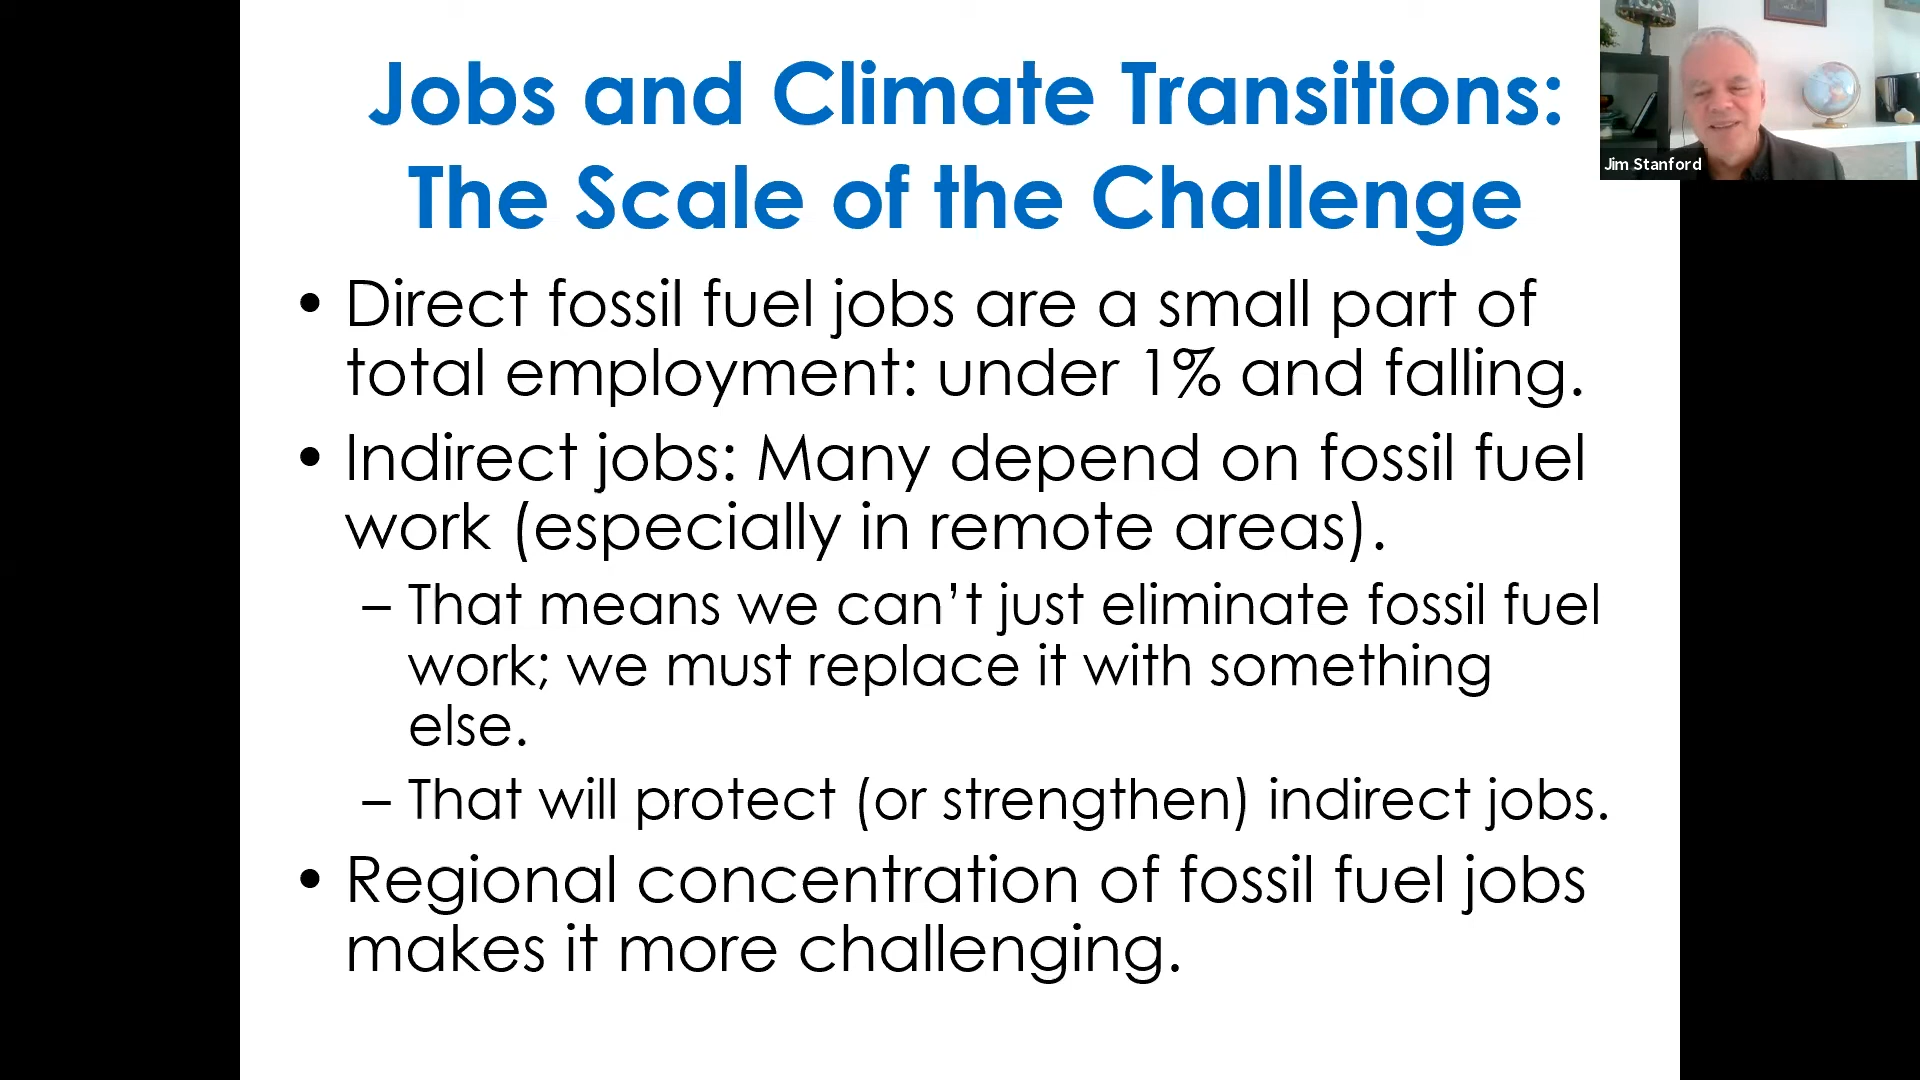 Jobs and Climate Transitions:
The Scale of the Challenge
• Direct fossil fuel jobs are a small part of
total employment: under 1% and falling.
• Indirect jobs: Many depend on fossil fuel
work (especially in remote areas).
– That means we can’t just eliminate fossil fuel
work; we must replace it with something
else.
– That will protect (or strengthen) indirect jobs.
• Regional concentration of fossil fuel jobs
makes it more challenging.
Jim Stanford